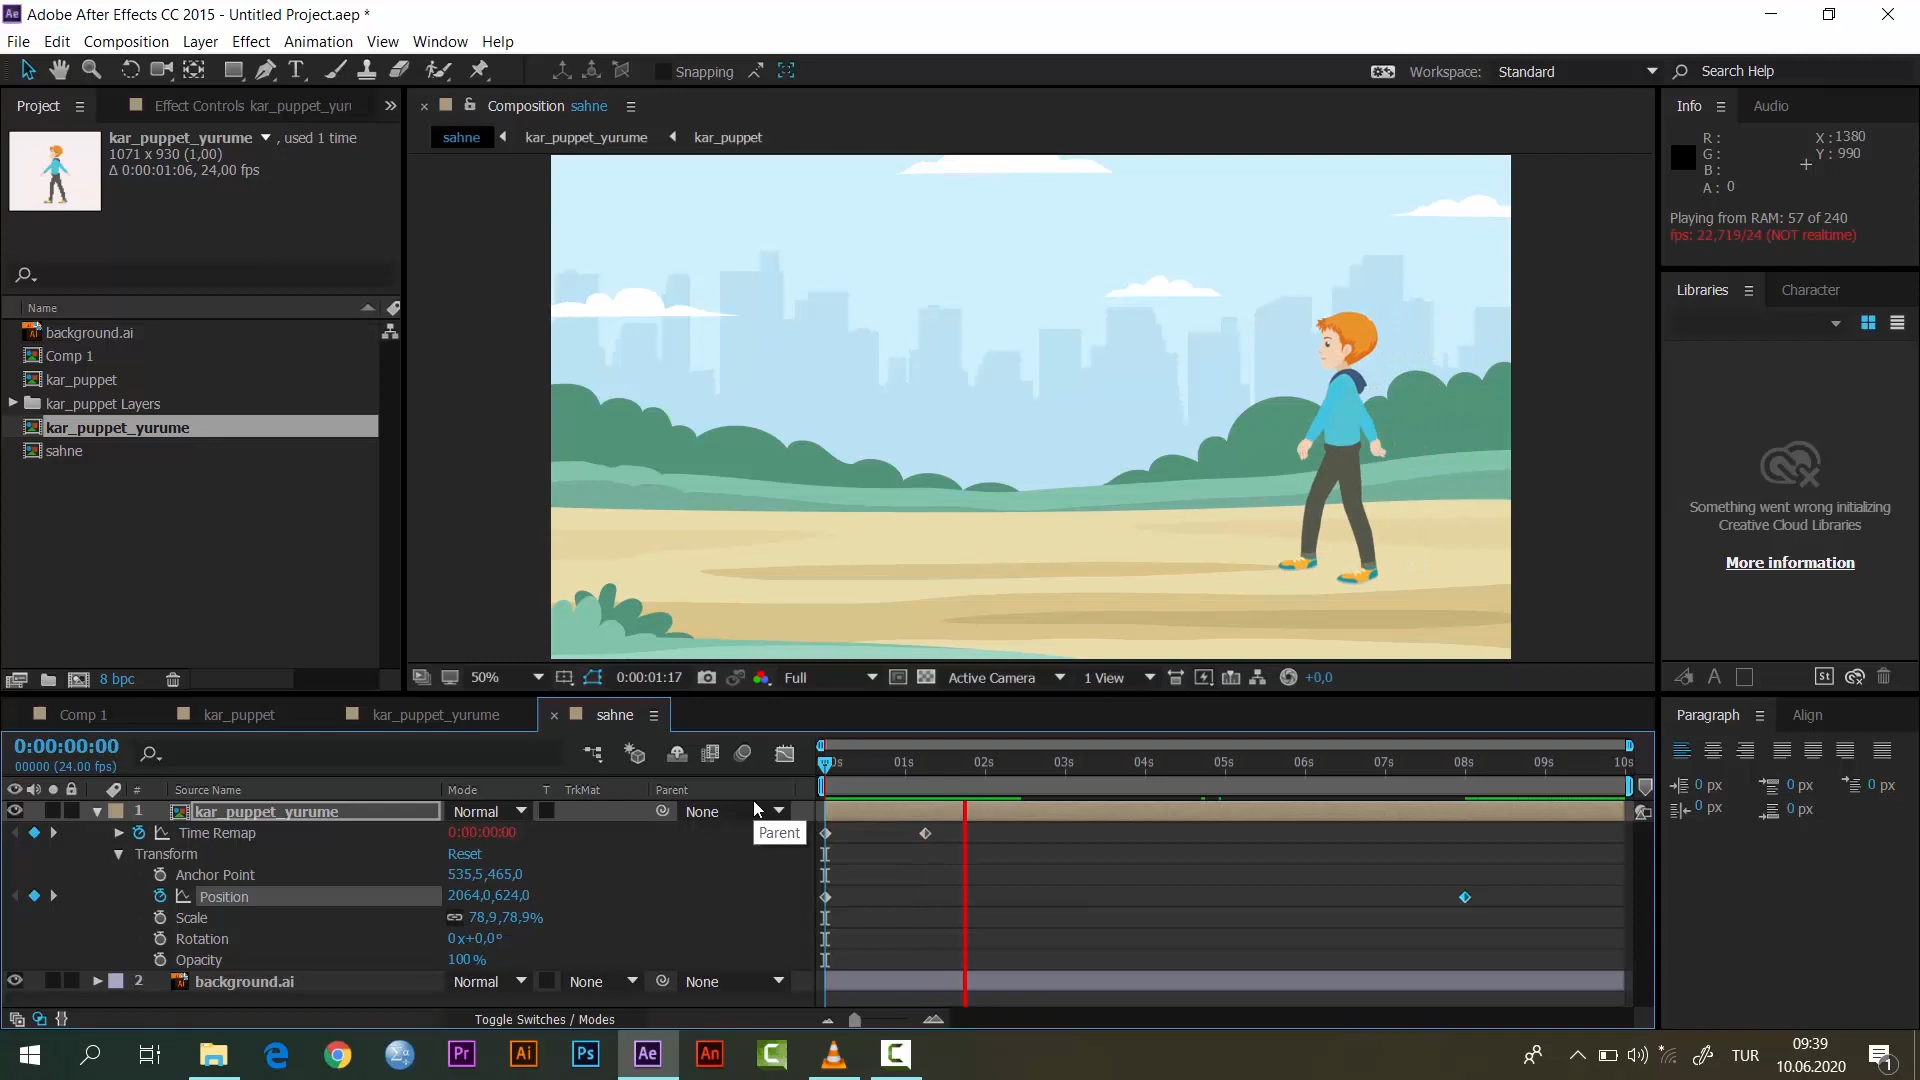 Adobe After Effects CC 2015 - Untitled Project.aep *
File Edit Composition Layer Effect Animation View Window Help
Snapping
Workspace: Standard
Search Help
Project
Effect Controls kar_puppet_yuru
kar_puppet_yurume , used 1 time
1071 x 930 (1,00)
Δ 0:00:01:06, 24,00 fps
Name
background.ai
Comp 1
kar_puppet
kar_puppet Layers
kar_puppet_yurume
sahne
8 bpc
Composition sahne
sahne kar_puppet_yurume kar_puppet
50% 0:00:01:17 Full Active Camera 1 View +0,0
Info Audio
R :
G :
B :
A : 0
X : 1380
Y : 990
Playing from RAM: 57 of 240
fps: 22,719/24 (NOT realtime)
Libraries Character
Something went wrong initializing
Creative Cloud Libraries
More information
St
Comp 1 kar_puppet kar_puppet_yurume sahne
0:00:00:00
00000 (24.00 fps)
0s 01s 02s 03s 04s 05s 06s 07s 08s 09s 10s
# Source Name Mode T TrkMat Parent
1 kar_puppet_yurume Normal None
Time Remap 0:00:00:00
Parent
Transform Reset
Anchor Point 535,5,465,0
Position 2064,0,624,0
Scale 78,9,78,9%
Rotation 0x+0,0°
Opacity 100%
2 background.ai Normal None None
Toggle Switches / Modes
Paragraph Align
0 px 0 px 0 px
0 px 0 px
Pr Ai Ps Ae An
TUR
09:39
10.06.2020
1